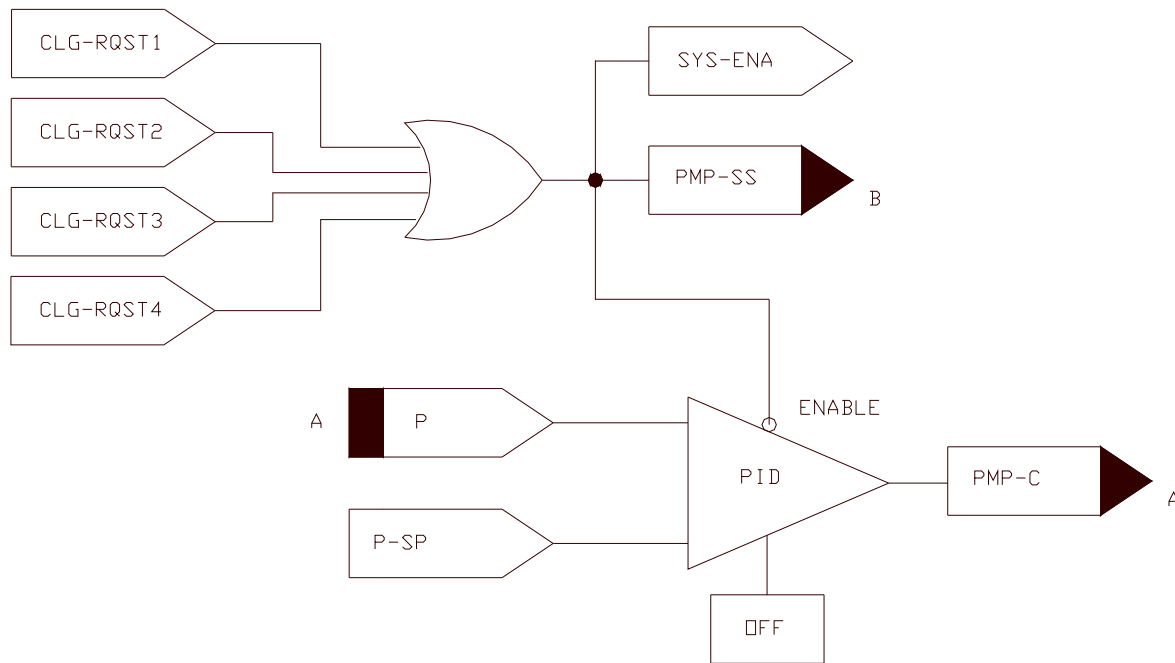 CLG-RQST1
SYS-ENA
CLG-RQST2
PMP-SS
B
CLG-RQST3
CLG-RQST4
A
P
ENABLE
PID
PMP-C
A
P-SP
OFF